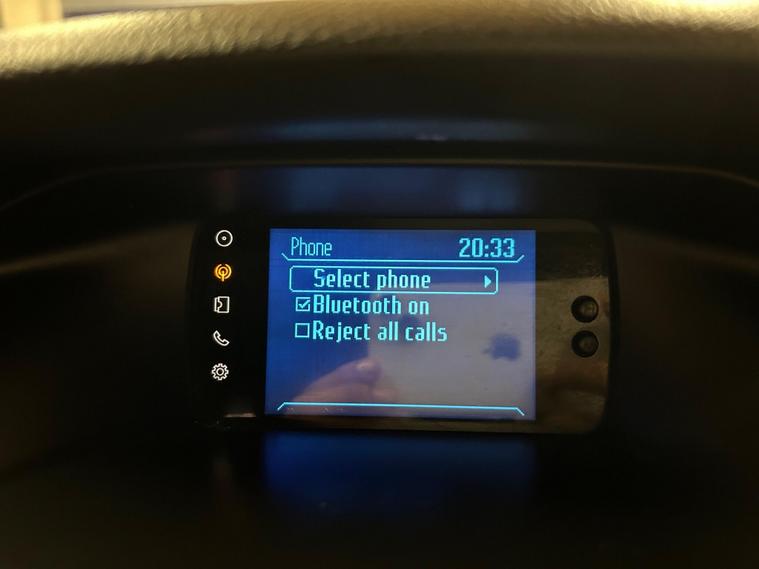 Phone 20:33
Select phone
Bluetooth on
Reject all calls